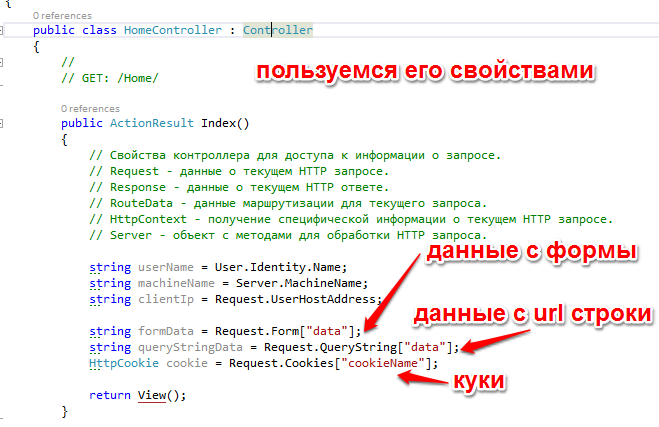 {
0 references
public class HomeController : Controller
{
пользуемся его свойствами
//
// GET: /Home/
0 references
public ActionResult Index()
{
// Свойства контроллера для доступа к информации о запросе.
// Request - данные о текущем HTTP запросе.
// Response - данные о текущем HTTP ответе.
// RouteData - данные маршрутизации для текущего запроса.
// HttpContext - получение специфической информации о текущем HTTP запросе.
// Server - объект с методами для обработки HTTP запроса.
данные с формы
string userName = User.Identity.Name;
string machineName = Server.MachineName;
string clientIp = Request.UserHostAddress;
данные с url строки
string formData = Request.Form["data"];
string queryStringData = Request.QueryString["data"];
HttpCookie cookie = Request.Cookies["cookieName"];
куки
return View();
}